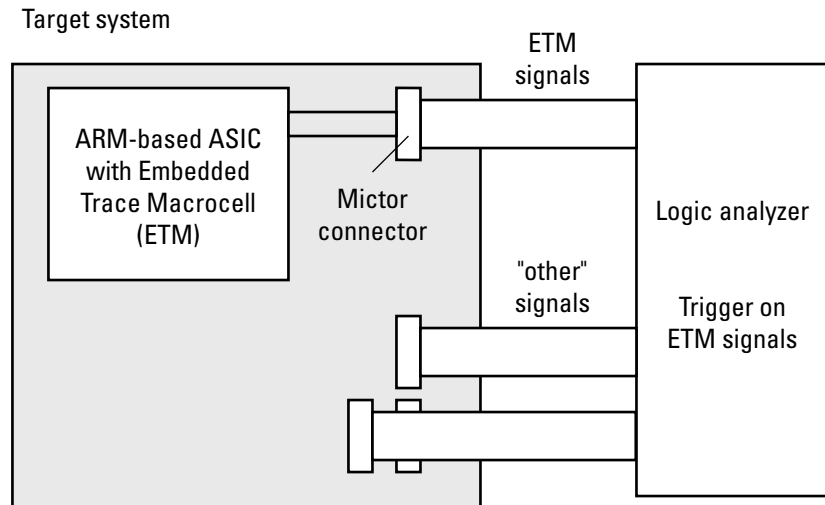 Target system
ETM
signals
ARM-based ASIC
with Embedded
Trace Macrocell
(ETM)
Mictor
connector
Logic analyzer
"other"
signals
Trigger on
ETM signals